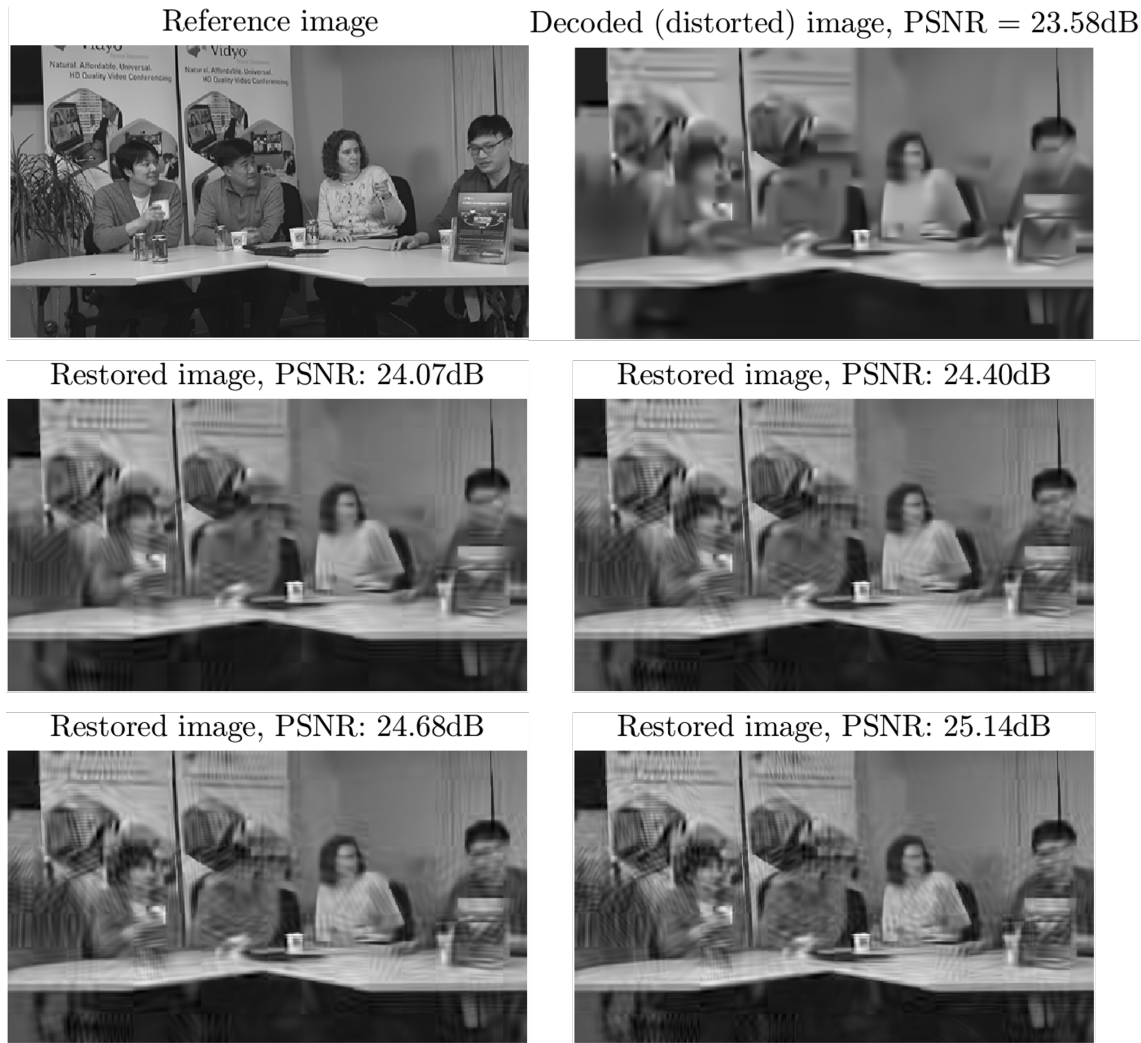 Reference image
Decoded (distorted) image, PSNR = 23.58dB
Vidyo
Vidyo
Natural. Affordable. Universal.
HD Quality Video Conferencing
Natural. Affordable. Universal.
HD Quality Video Conferencing
Restored image, PSNR: 24.07dB
Restored image, PSNR: 24.40dB
Restored image, PSNR: 24.68dB
Restored image, PSNR: 25.14dB